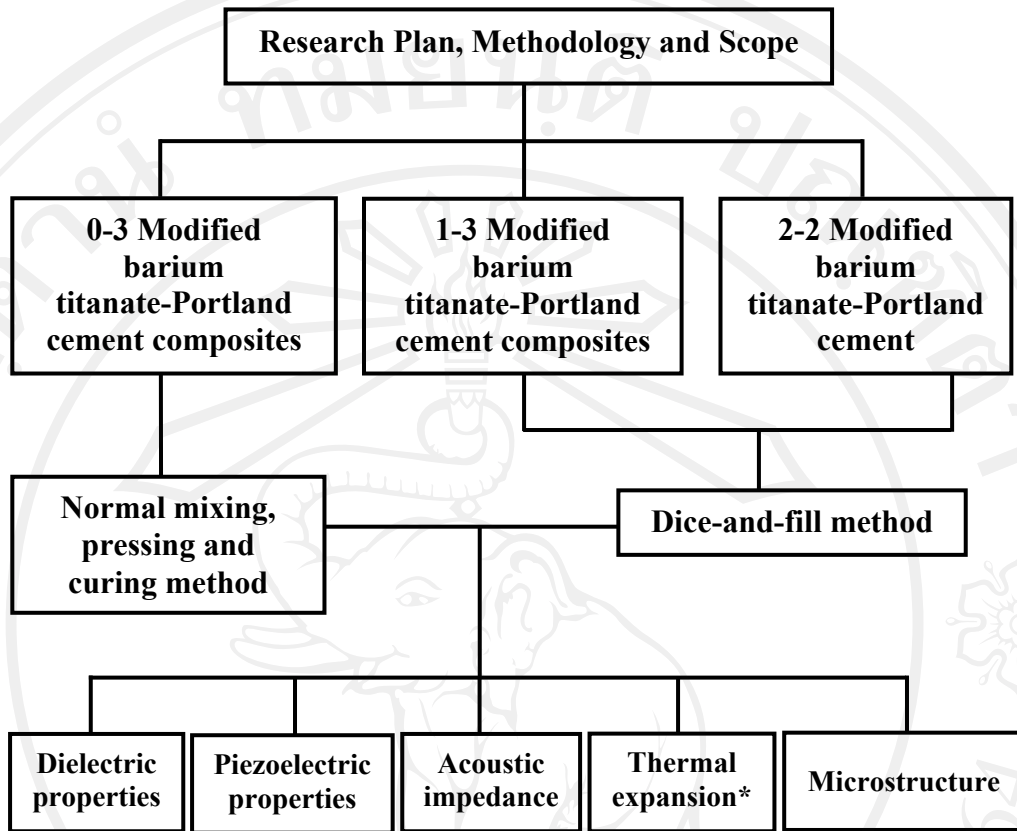 Research Plan, Methodology and Scope
0-3 Modified
barium
titanate-Portland
cement composites
1-3 Modified
barium
titanate-Portland
cement composites
2-2 Modified
barium
titanate-Portland
cement
Normal mixing,
pressing and
curing method
Dice-and-fill method
Dielectric
properties
Piezoelectric
properties
Acoustic
impedance
Thermal
expansion*
Microstructure